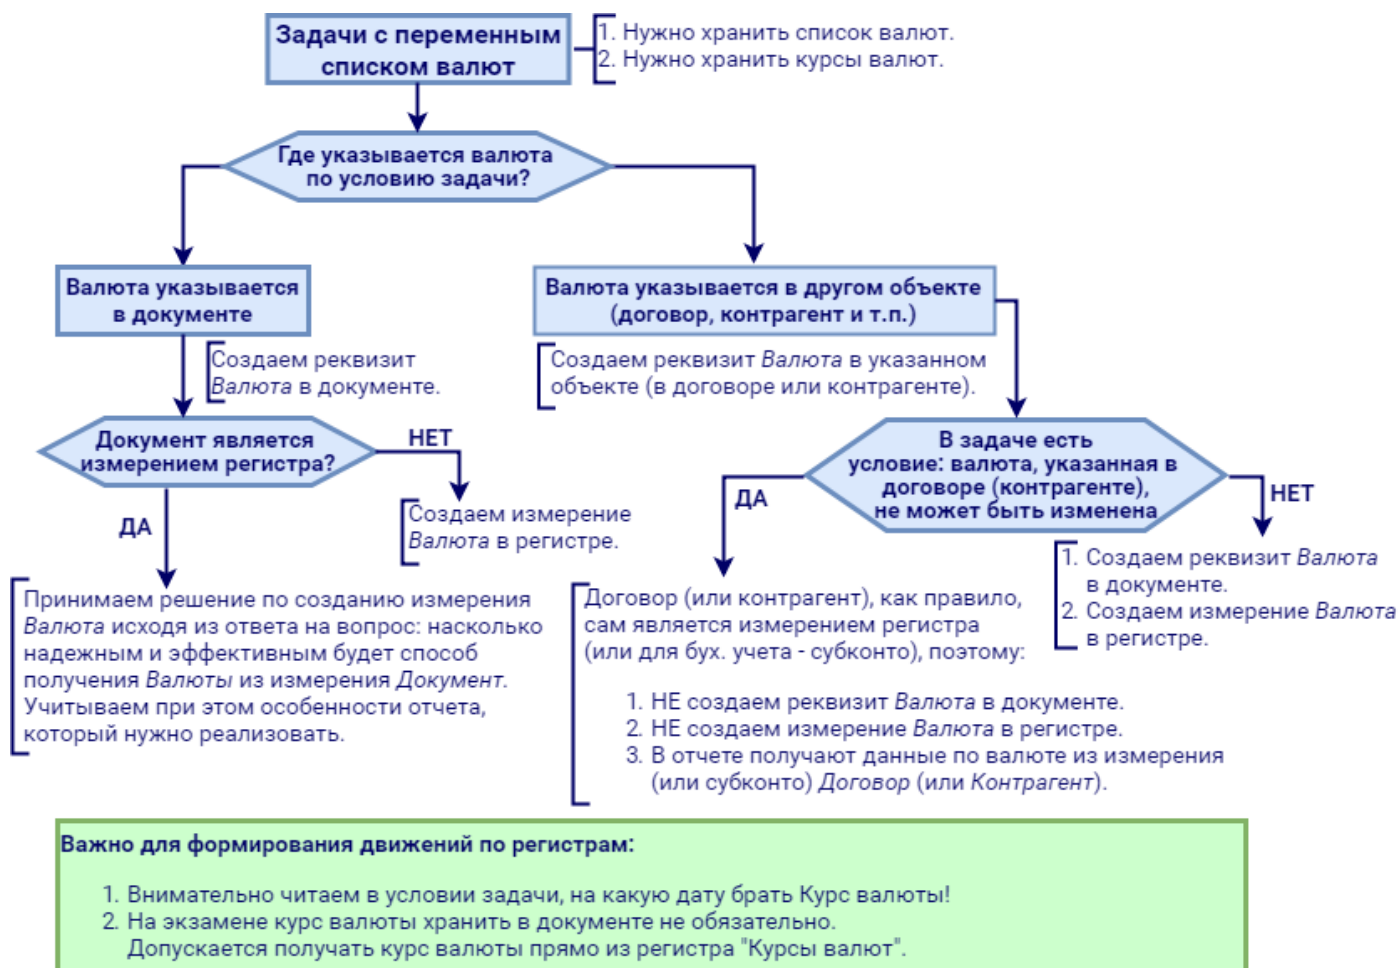 Задачи с переменным
списком валют
1. Нужно хранить список валют.
2. Нужно хранить курсы валют.
Где указывается валюта
по условию задачи?
Валюта указывается
в документе
Валюта указывается в другом объекте
(договор, контрагент и т.п.)
Создаем реквизит
Валюта в документе.
Создаем реквизит Валюта в указанном
объекте (в договоре или контрагенте).
Документ является
измерением регистра?
НЕТ
ДА
Создаем измерение
Валюта в регистре.
Принимаем решение по созданию измерения
Валюта исходя из ответа на вопрос: насколько
надежным и эффективным будет способ
получения Валюты из измерения Документ.
Учитываем при этом особенности отчета,
который нужно реализовать.
В задаче есть
условие: валюта, указанная в
договоре (контрагенте),
не может быть изменена
ДА
НЕТ
Договор (или контрагент), как правило,
сам является измерением регистра
(или для бух. учета - субконто), поэтому:
1. НЕ создаем реквизит Валюта в документе.
2. НЕ создаем измерение Валюта в регистре.
3. В отчете получают данные по валюте из измерения
(или субконто) Договор (или Контрагент).
1. Создаем реквизит Валюта
в документе.
2. Создаем измерение Валюта
в регистре.
Важно для формирования движений по регистрам:
1. Внимательно читаем в условии задачи, на какую дату брать Курс валюты!
2. На экзамене курс валюты хранить в документе не обязательно.
Допускается получать курс валюты прямо из регистра "Курсы валют".